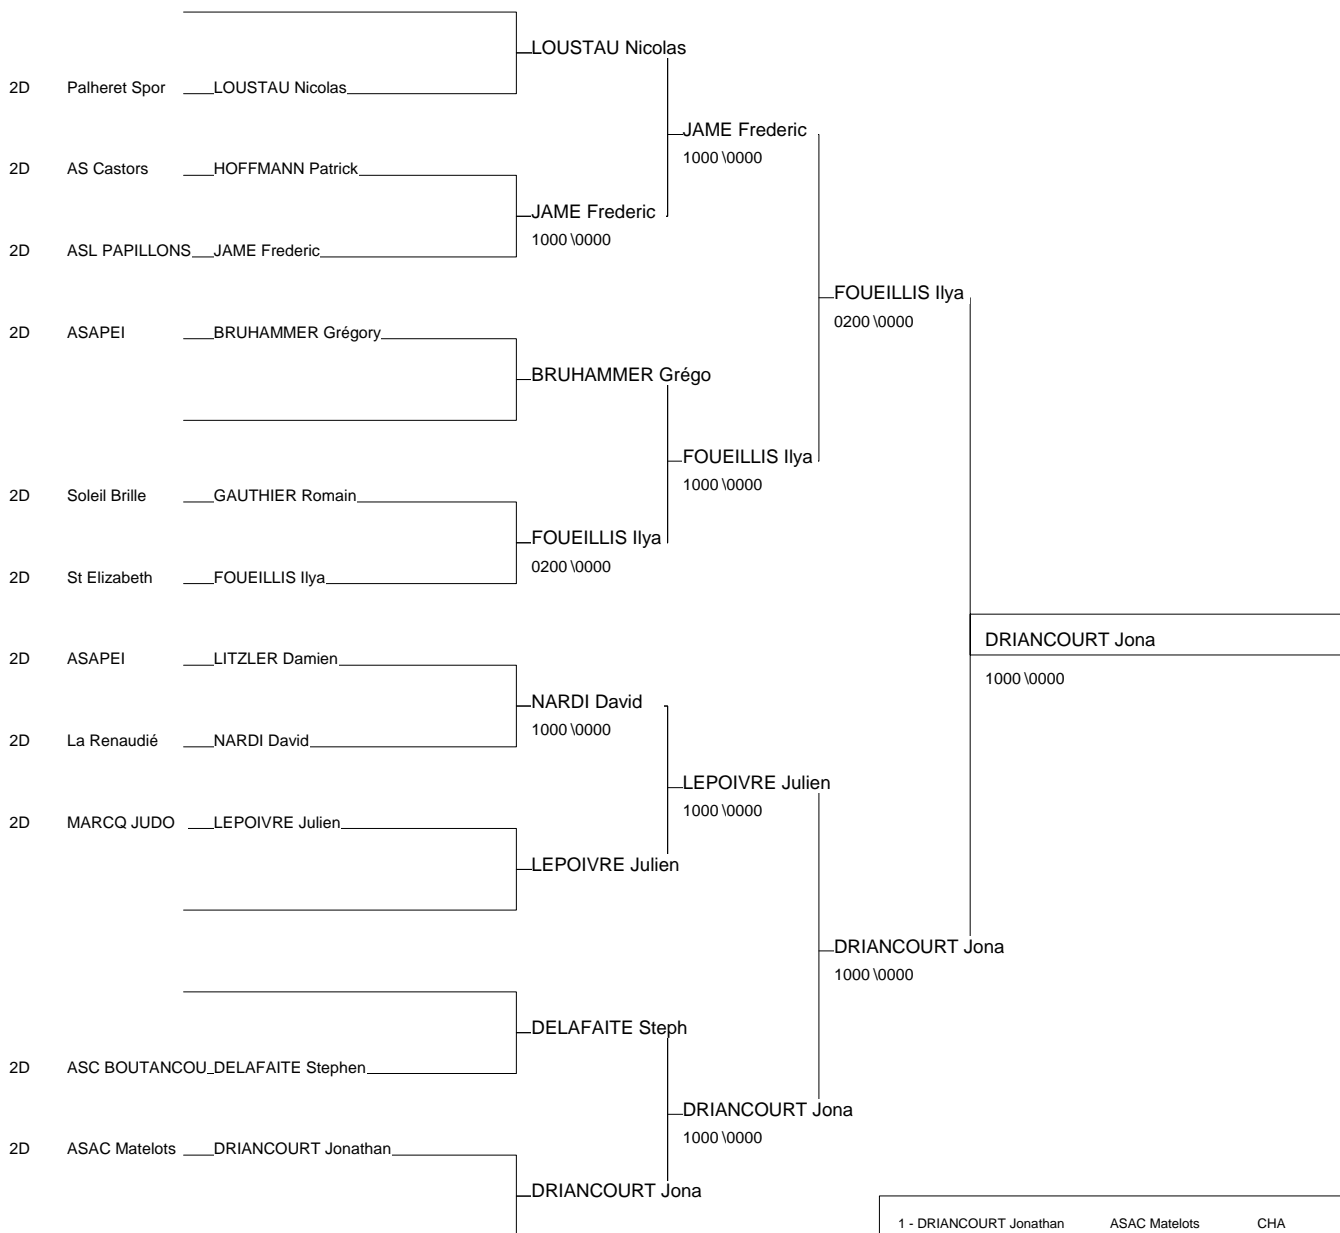 LOUSTAU Nicolas
2D Palheret Spor LOUSTAU Nicolas
JAME Frederic
1000 \0000
2D AS Castors HOFFMANN Patrick
JAME Frederic
1000 \0000
2D ASL PAPILLONS JAME Frederic
FOUEILLIS Ilya
0200 \0000
2D ASAPEI BRUHAMMER Grégory
BRUHAMMER Grégo
FOUEILLIS Ilya
1000 \0000
2D Soleil Brille GAUTHIER Romain
FOUEILLIS Ilya
0200 \0000
2D St Elizabeth FOUEILLIS Ilya
DRIANCOURT Jona
1000 \0000
2D ASAPEI LITZLER Damien
NARDI David
1000 \0000
2D La Renaudié NARDI David
LEPOIVRE Julien
1000 \0000
2D MARCQ JUDO LEPOIVRE Julien
LEPOIVRE Julien
DRIANCOURT Jona
1000 \0000
DELAFAITE Steph
2D ASC BOUTANCOU DELAFAITE Stephen
DRIANCOURT Jona
1000 \0000
2D ASAC Matelots DRIANCOURT Jonathan
DRIANCOURT Jona
1 - DRIANCOURT Jonathan ASAC Matelots CHA